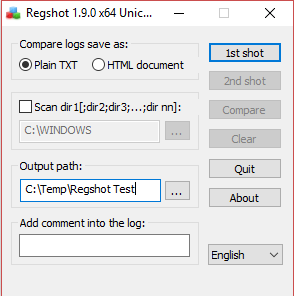 Regshot 1.9.0 x64 Unic...
Compare logs save as:
Plain TXT
HTML document
1st shot
2nd shot
Scan dir1[;dir2;dir3;...;dir nn]:
Compare
C:\WINDOWS
...
Clear
Output path:
Quit
C:\Temp\Regshot Test
...
About
Add comment into the log:
English